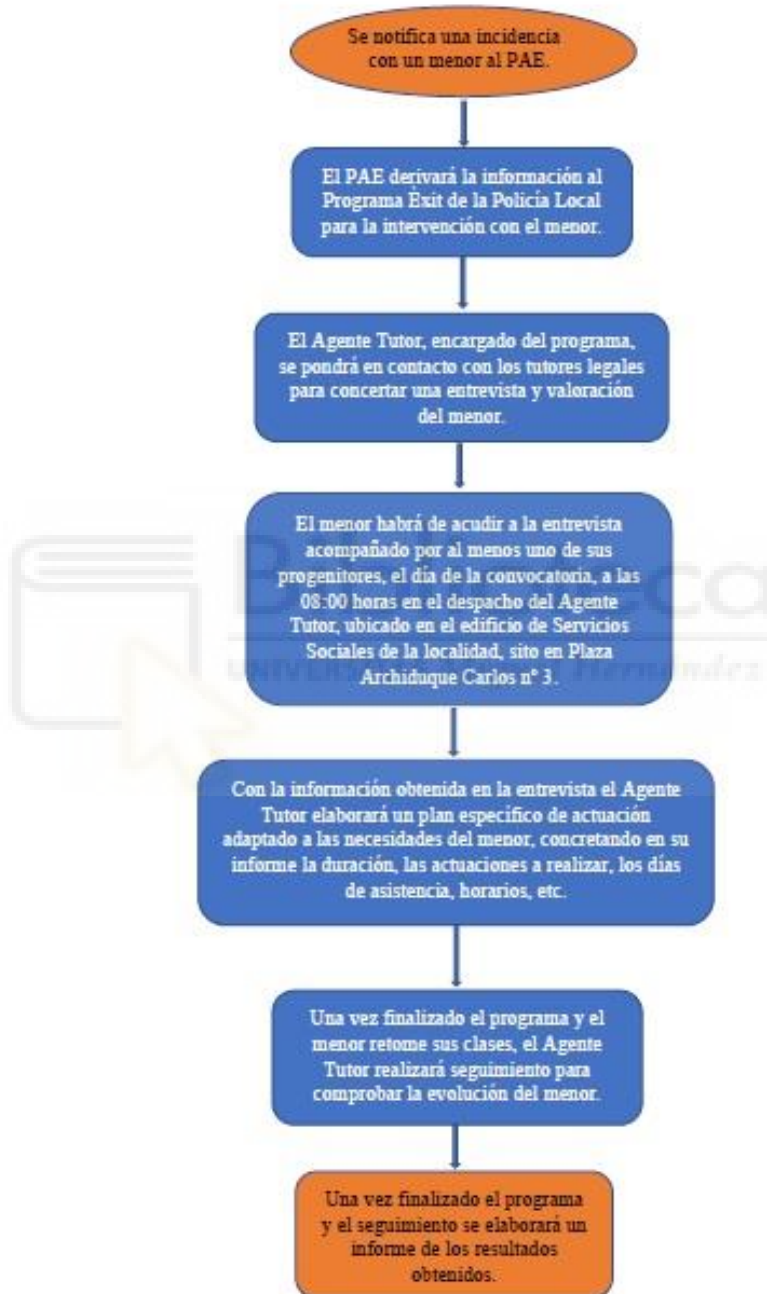 Se notifica una incidencia
con un menor al PAE.
El PAE derivará la información al
Programa Èxit de la Policía Local
para la intervención con el menor.
El Agente Tutor, encargado del programa,
se pondrá en contacto con los tutores legales
para concertar una entrevista y valoración
del menor.
El menor habrá de acudir a la entrevista
acompañado por al menos uno de sus
progenitores, el día de la convocatoria, a las
08:00 horas en el despacho del Agente
Tutor, ubicado en el edificio de Servicios
Sociales de la localidad, sito en Plaza
Archiduque Carlos nº 3.
Con la información obtenida en la entrevista el Agente
Tutor elaborará un plan específico de actuación
adaptado a las necesidades del menor, concretando en su
informe la duración, las actuaciones a realizar, los días
de asistencia, horarios, etc.
Una vez finalizado el programa y el
menor retome sus clases, el Agente
Tutor realizará seguimiento para
comprobar la evolución del menor.
Una vez finalizado el programa
y el seguimiento se elaborará un
informe de los resultados
obtenidos.
Hernández